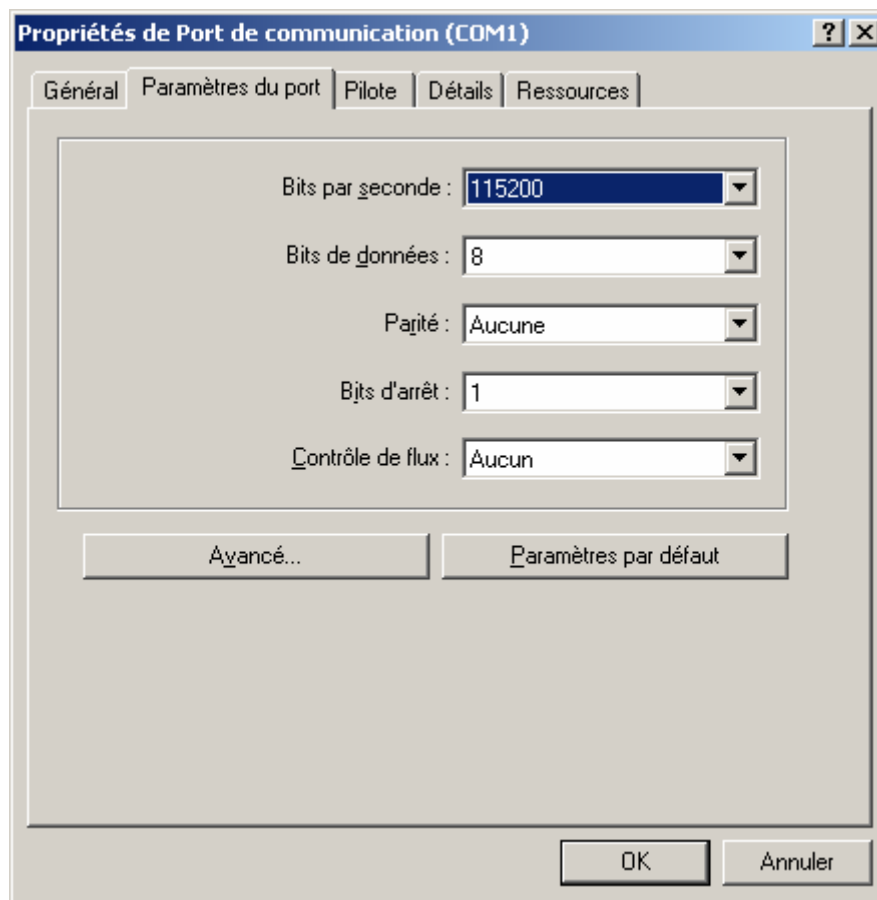 Propriétés de Port de communication (COM1)
Général Paramètres du port Pilote Détails Ressources
Bits par seconde : 115200
Bits de données : 8
Parité : Aucune
Bits d'arrêt : 1
Contrôle de flux : Aucun
Avancé... Paramètres par défaut
OK Annuler